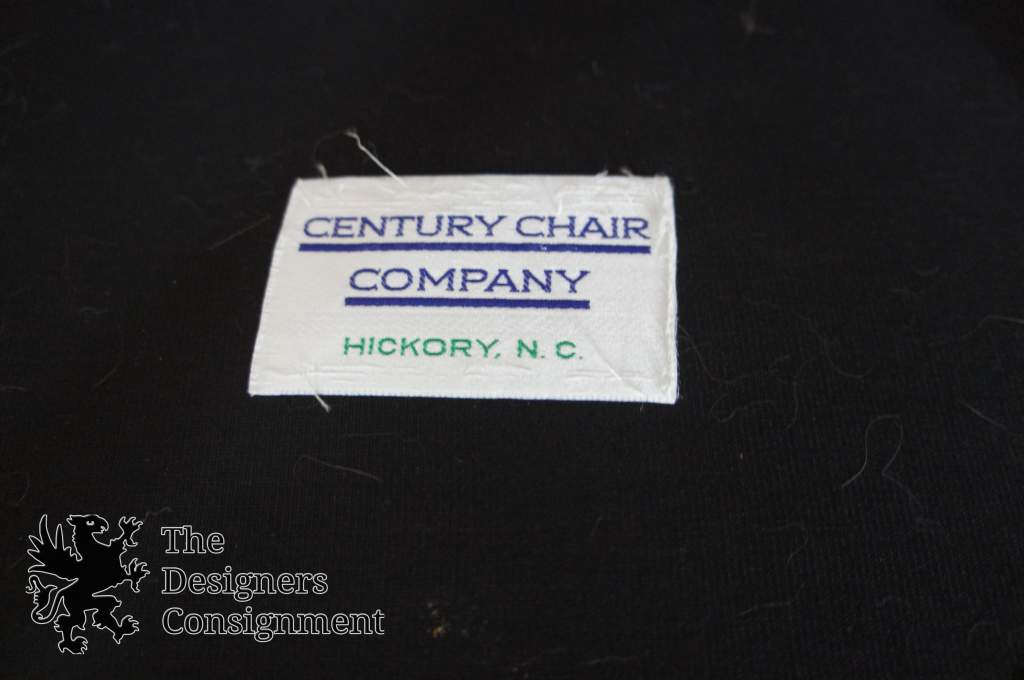 CENTURY CHAIR
COMPANY
HICKORY, N. C.
The
Designers
Consignment